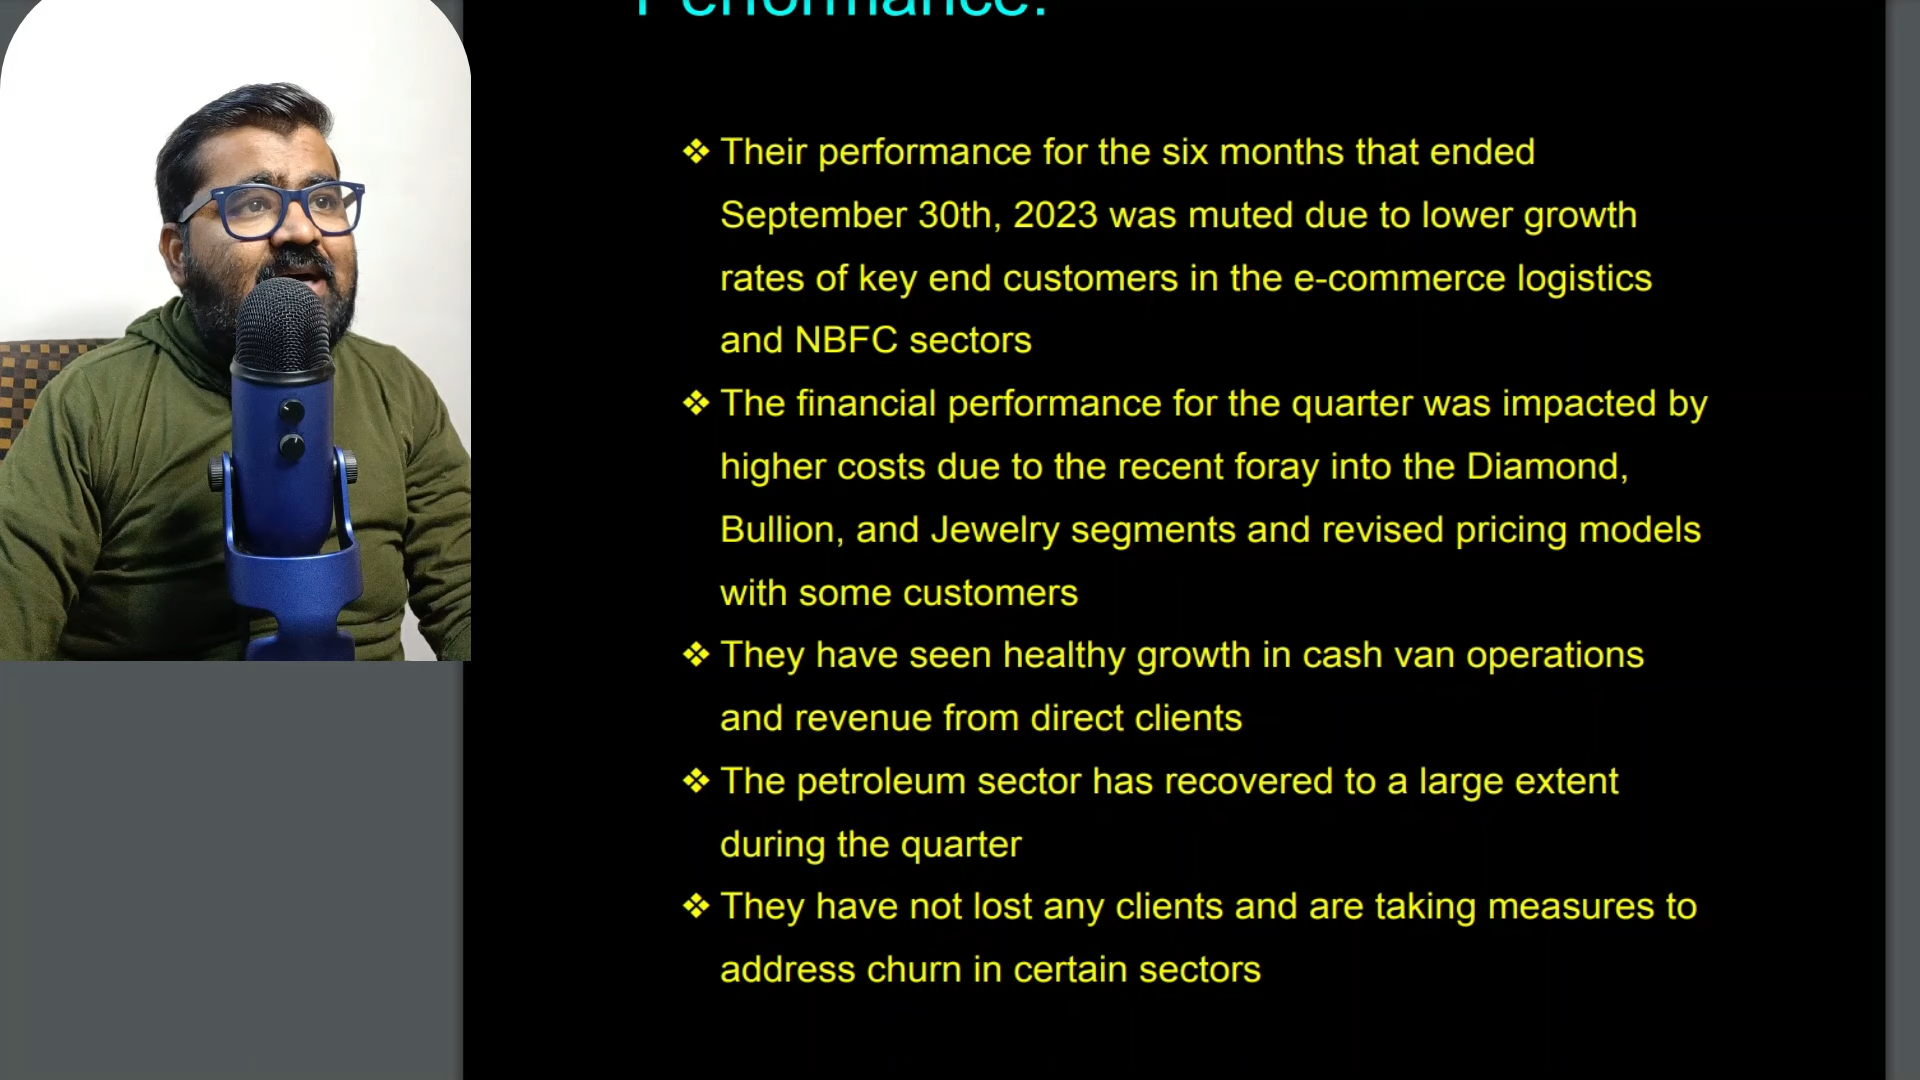 Performance:
❖ Their performance for the six months that ended
September 30th, 2023 was muted due to lower growth
rates of key end customers in the e-commerce logistics
and NBFC sectors
❖ The financial performance for the quarter was impacted by
higher costs due to the recent foray into the Diamond,
Bullion, and Jewelry segments and revised pricing models
with some customers
❖ They have seen healthy growth in cash van operations
and revenue from direct clients
❖ The petroleum sector has recovered to a large extent
during the quarter
❖ They have not lost any clients and are taking measures to
address churn in certain sectors